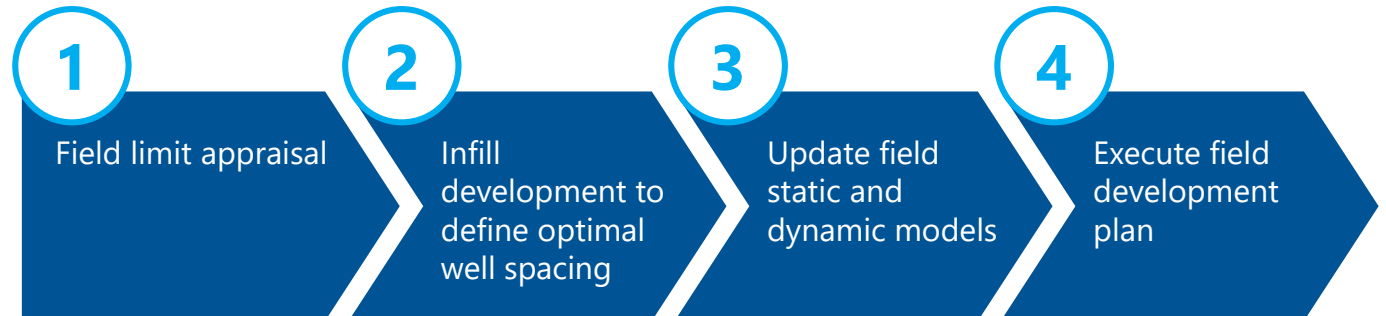 1
Field limit appraisal
2
Infill
development to
define optimal
well spacing
3
Update field
static and
dynamic models
4
Execute field
development
plan